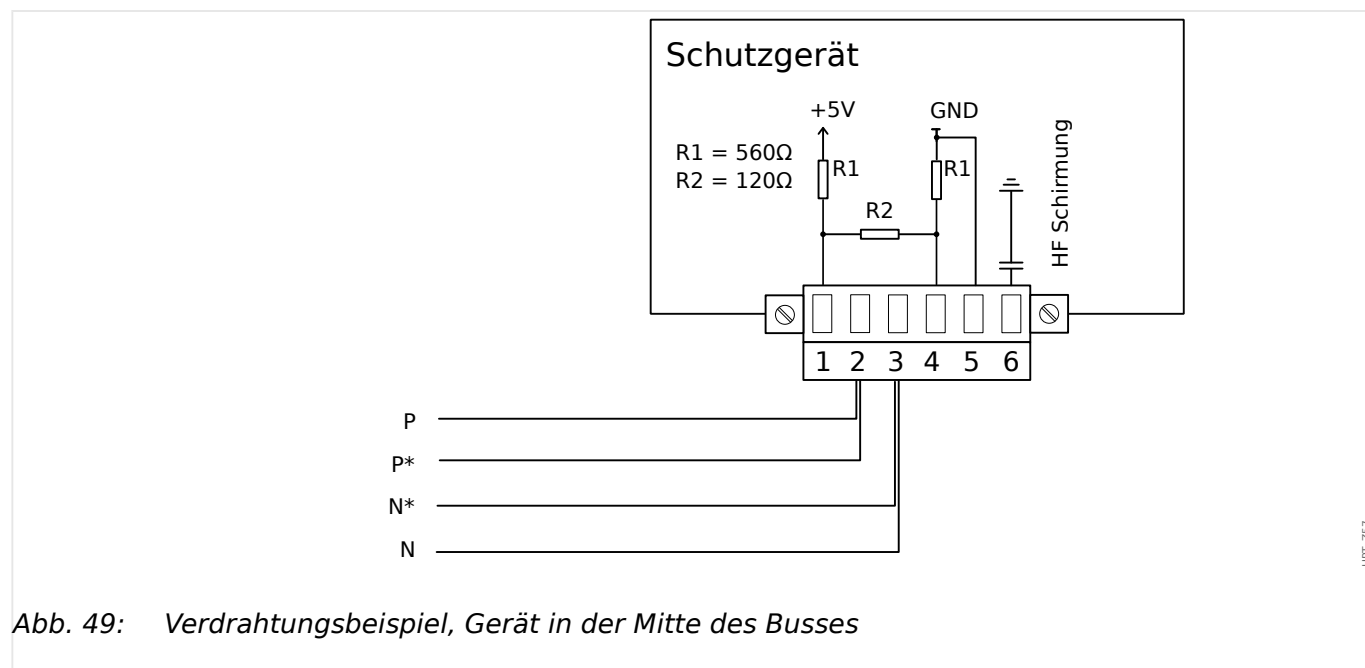 Schutzgerät
+5V
GND
R1 = 560Ω
R2 = 120Ω
R1
R1
R2
HF Schirmung
1 2 3 4 5 6
P
P*
N*
N
Abb. 49: Verdrahtungsbeispiel, Gerät in der Mitte des Busses